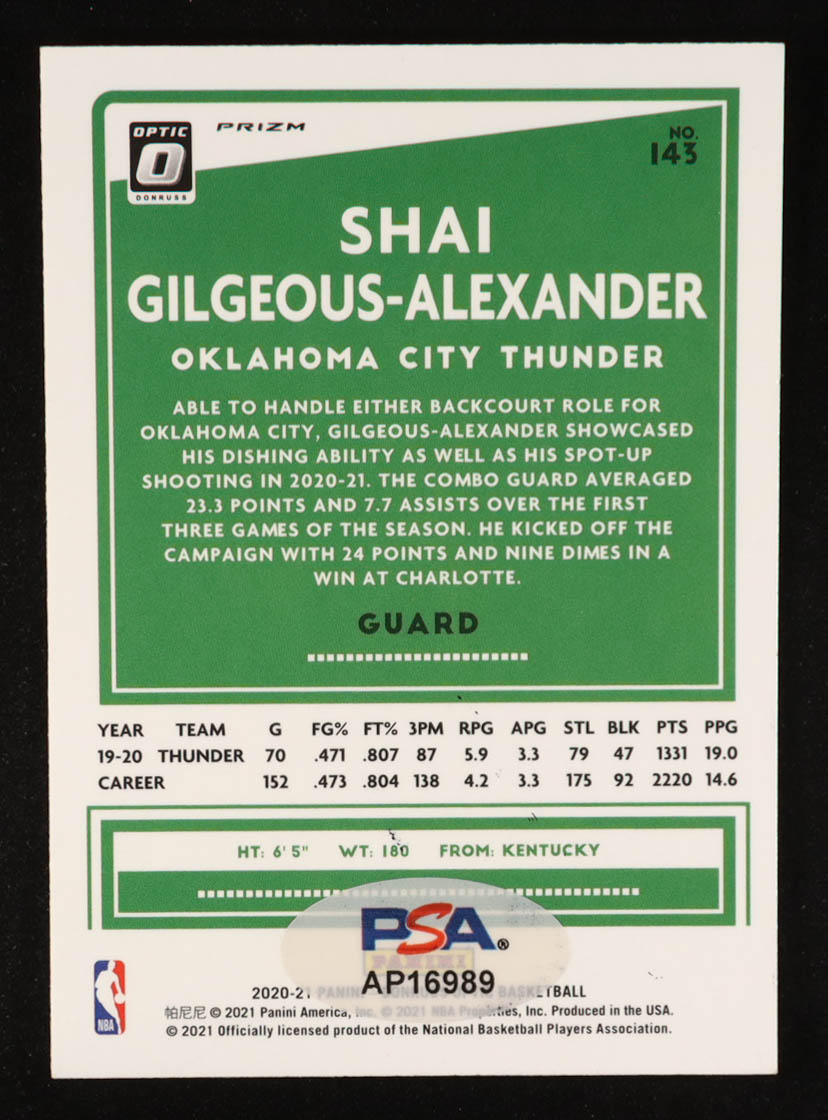 OPTIC
DONRUSS
PRIZM
NO.
143
SHAI
GILGEOUS-ALEXANDER
OKLAHOMA CITY THUNDER
ABLE TO HANDLE EITHER BACKCOURT ROLE FOR
OKLAHOMA CITY, GILGEOUS-ALEXANDER SHOWCASED
HIS DISHING ABILITY AS WELL AS HIS SPOT-UP
SHOOTING IN 2020-21. THE COMBO GUARD AVERAGED
23.3 POINTS AND 7.7 ASSISTS OVER THE FIRST
THREE GAMES OF THE SEASON. HE KICKED OFF THE
CAMPAIGN WITH 24 POINTS AND NINE DIMES IN A
WIN AT CHARLOTTE.
GUARD
YEAR TEAM G FG% FT% 3PM RPG APG STL BLK PTS PPG
19-20 THUNDER 70 .471 .807 87 5.9 3.3 79 47 1331 19.0
CAREER 152 .473 .804 138 4.2 3.3 175 92 2220 14.6
HT: 6' 5" WT: 180 FROM: KENTUCKY
PSA®
PANINI
AP16989
NBA
2020-21 PANINI - DONRUSS BASKETBALL
帕尼尼 © 2021 Panini America, Inc. © 2021 NBA Properties, Inc. Produced in the USA.
© 2021 Officially licensed product of the National Basketball Players Association.